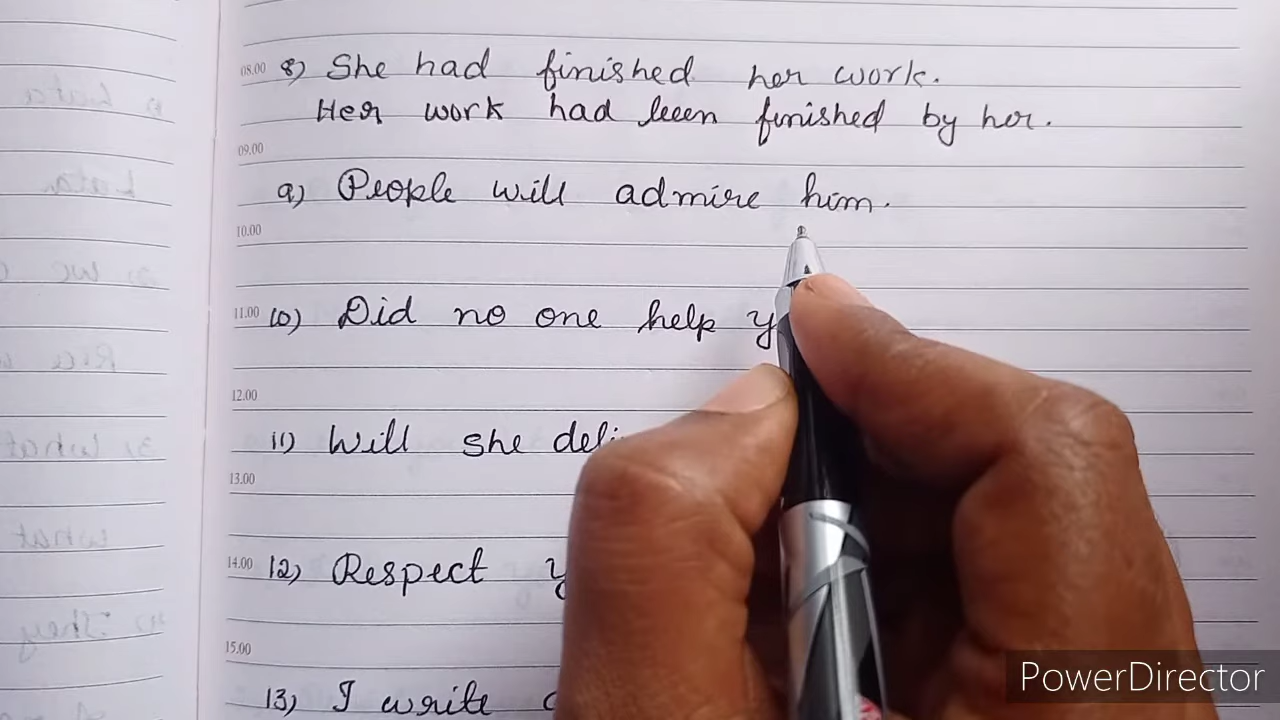 08.00 8) She had finished her work.
Her work had been finished by her.
09.00
9) People will admire him.
10.00
11.00 10) Did no one help
12.00
11) Will she
13.00
14.00 12) Respect
15.00
13) I write
PowerDirector